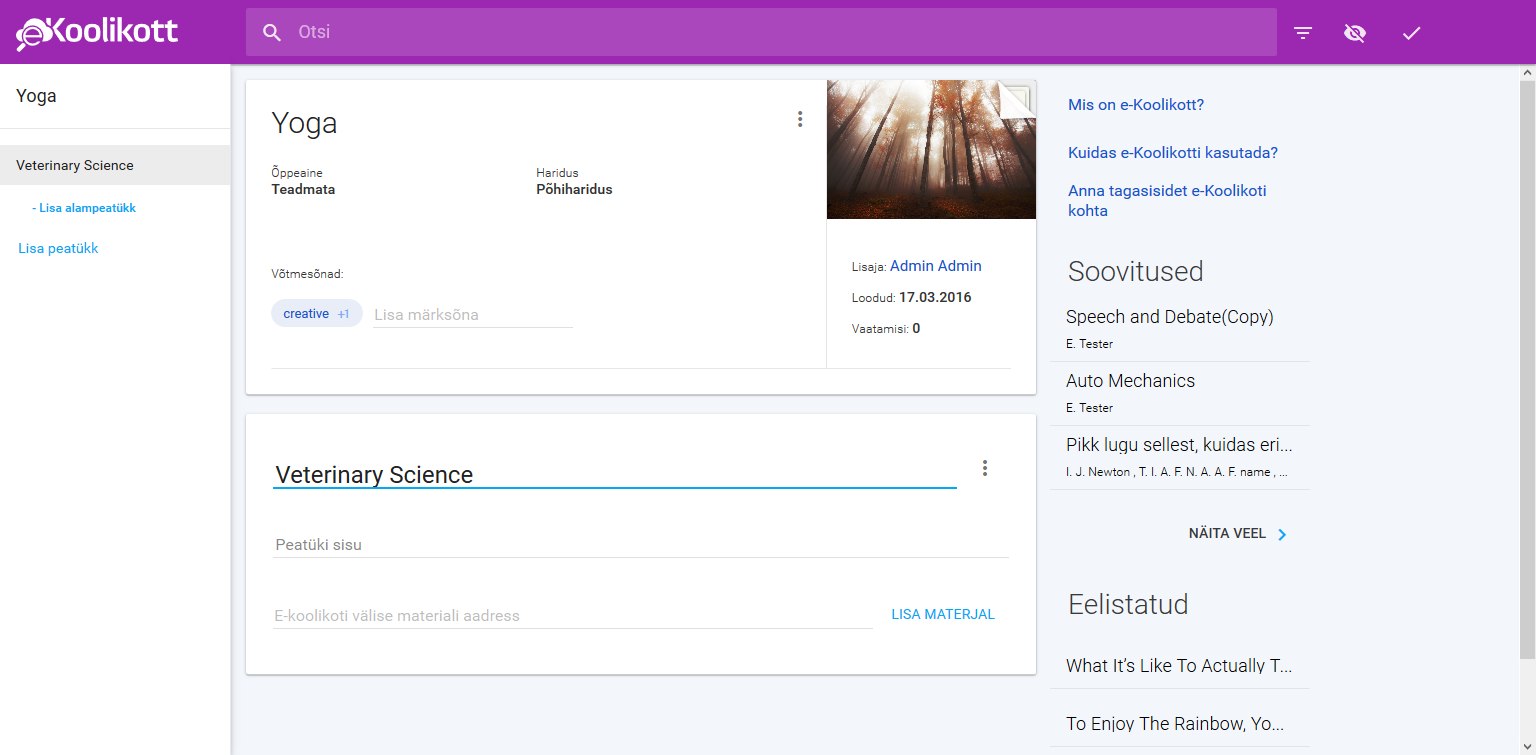 eKoolikott
Otsi
Yoga
Veterinary Science
- Lisa alampeatükk
Lisa peatükk
Yoga
Õppeaine
Teadmata
Haridus
Põhiharidus
Võtmesõnad:
creative +1
Lisa märksõna
Lisaja: Admin Admin
Loodud: 17.03.2016
Vaatamisi: 0
Veterinary Science
Peatüki sisu
E-koolikoti välise materiali aadress
LISA MATERJAL
Mis on e-Koolikott?
Kuidas e-Koolikotti kasutada?
Anna tagasisidet e-Koolikoti
kohta
Soovitused
Speech and Debate(Copy)
E. Tester
Auto Mechanics
E. Tester
Pikk lugu sellest, kuidas eri...
I. J. Newton , T. I. A. F. N. A. A. F. name , ...
NÄITA VEEL
Eelistatud
What It’s Like To Actually T...
To Enjoy The Rainbow, Yo...